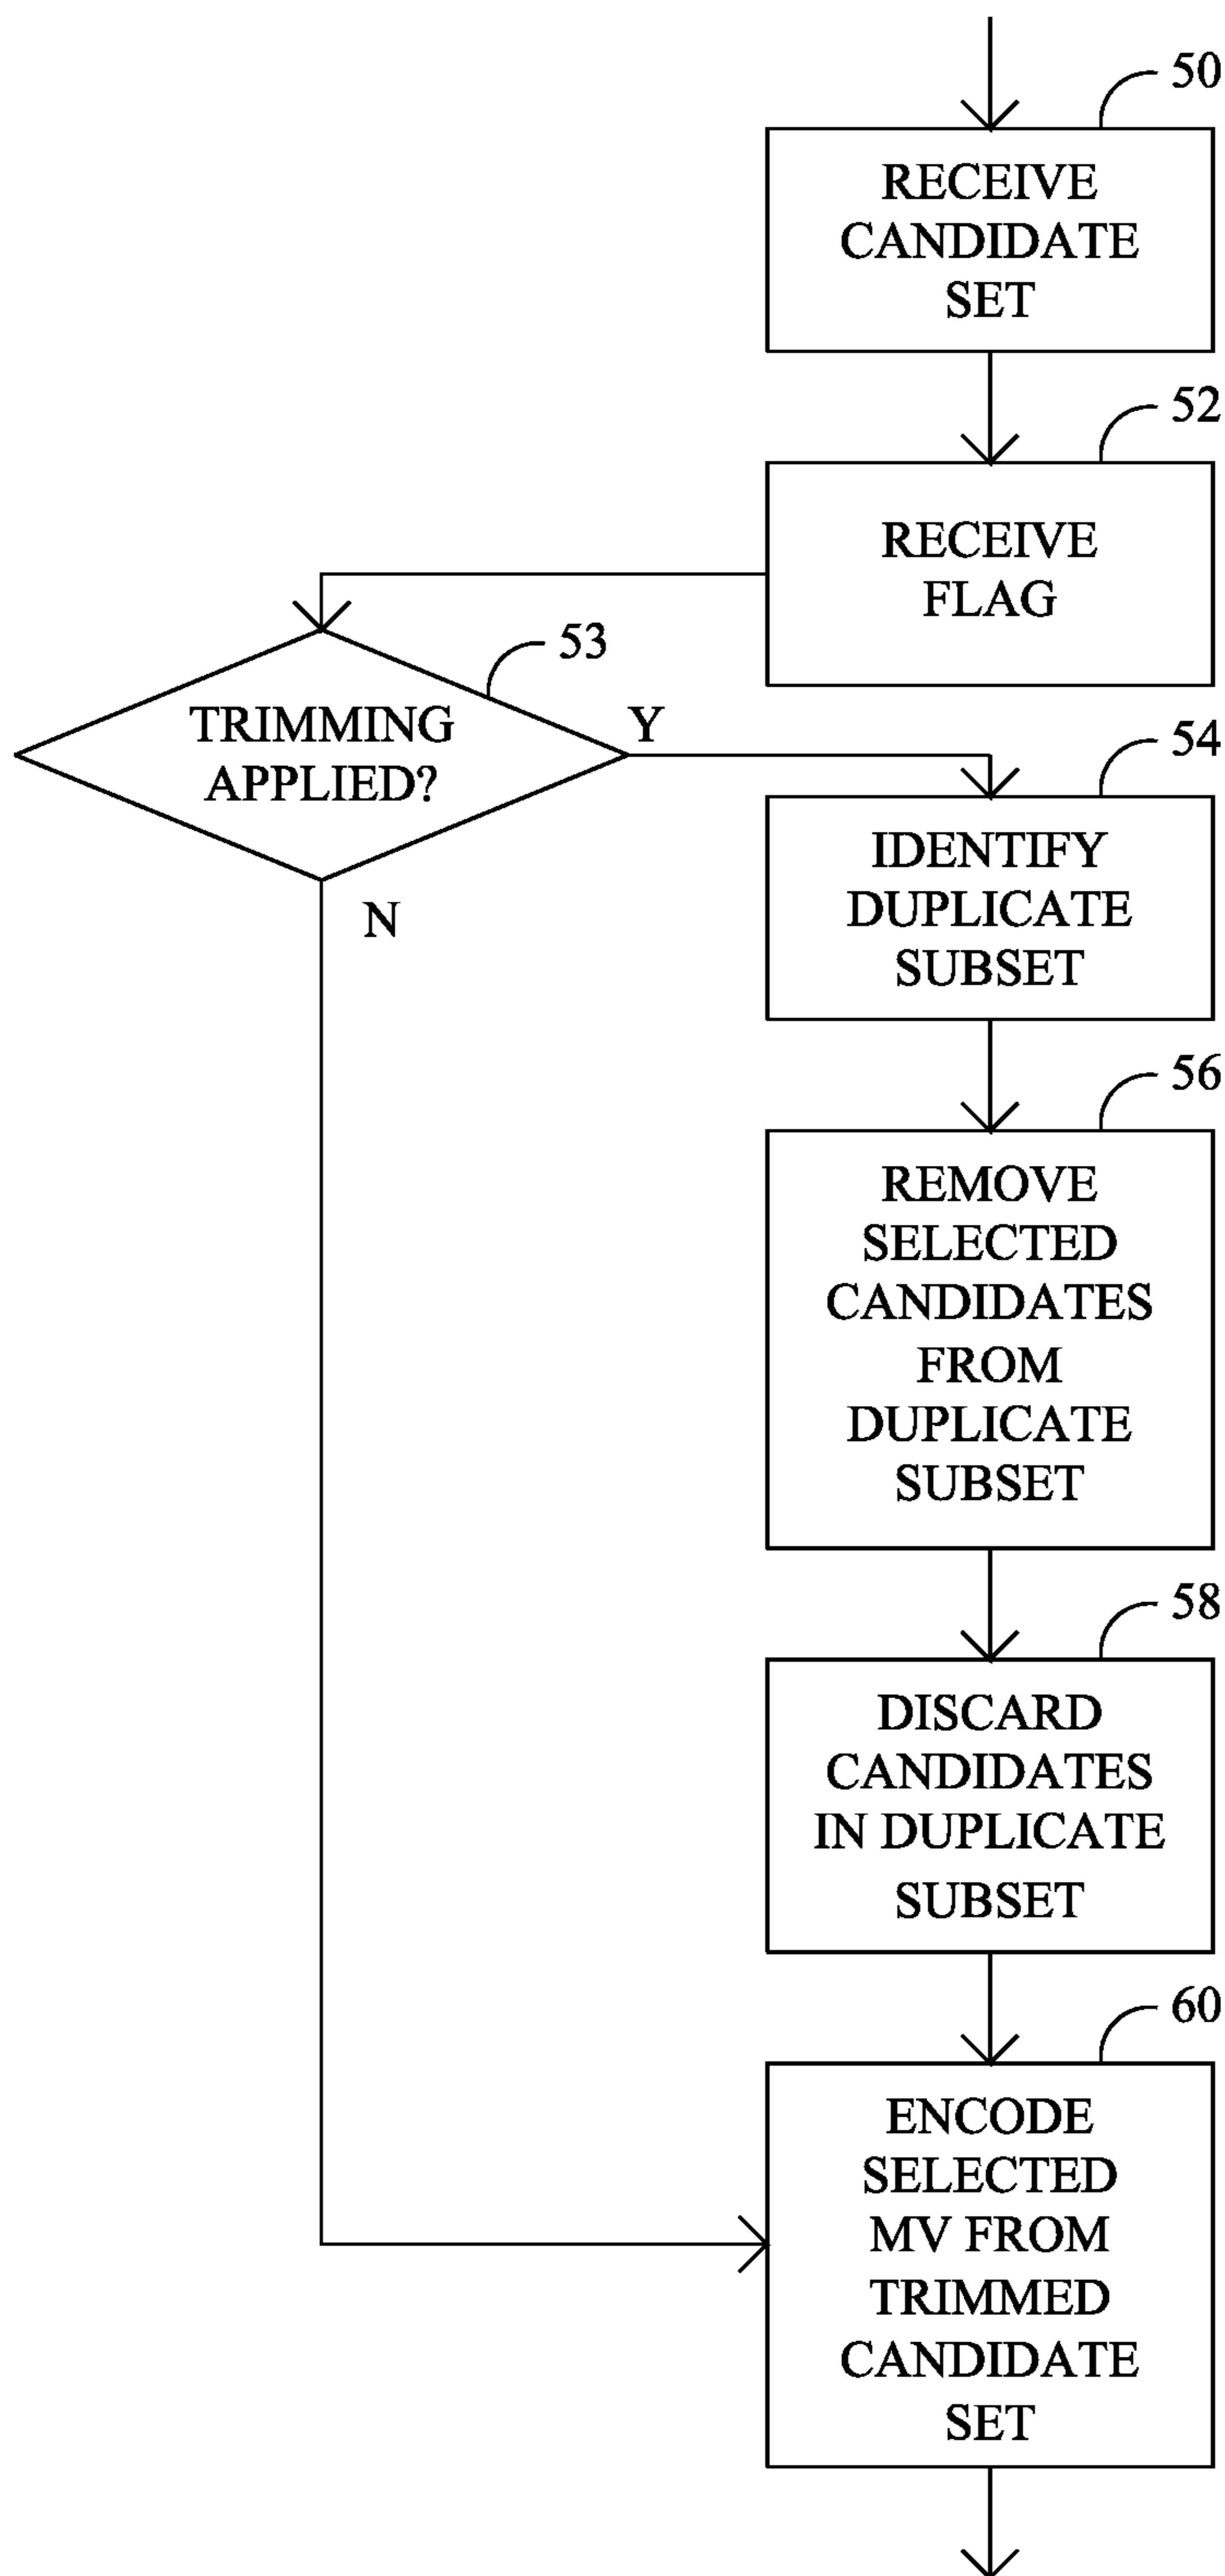 50
RECEIVE
CANDIDATE
SET
52
RECEIVE
FLAG
53
TRIMMING
APPLIED?
Y
N
54
IDENTIFY
DUPLICATE
SUBSET
56
REMOVE
SELECTED
CANDIDATES
FROM
DUPLICATE
SUBSET
58
DISCARD
CANDIDATES
IN DUPLICATE
SUBSET
60
ENCODE
SELECTED
MV FROM
TRIMMED
CANDIDATE
SET